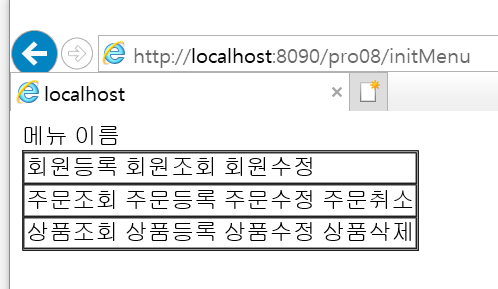 http://localhost:8090/pro08/initMenu
localhost
메뉴 이름
회원등록 회원조회 회원수정
주문조회 주문등록 주문수정 주문취소
상품조회 상품등록 상품수정 상품삭제